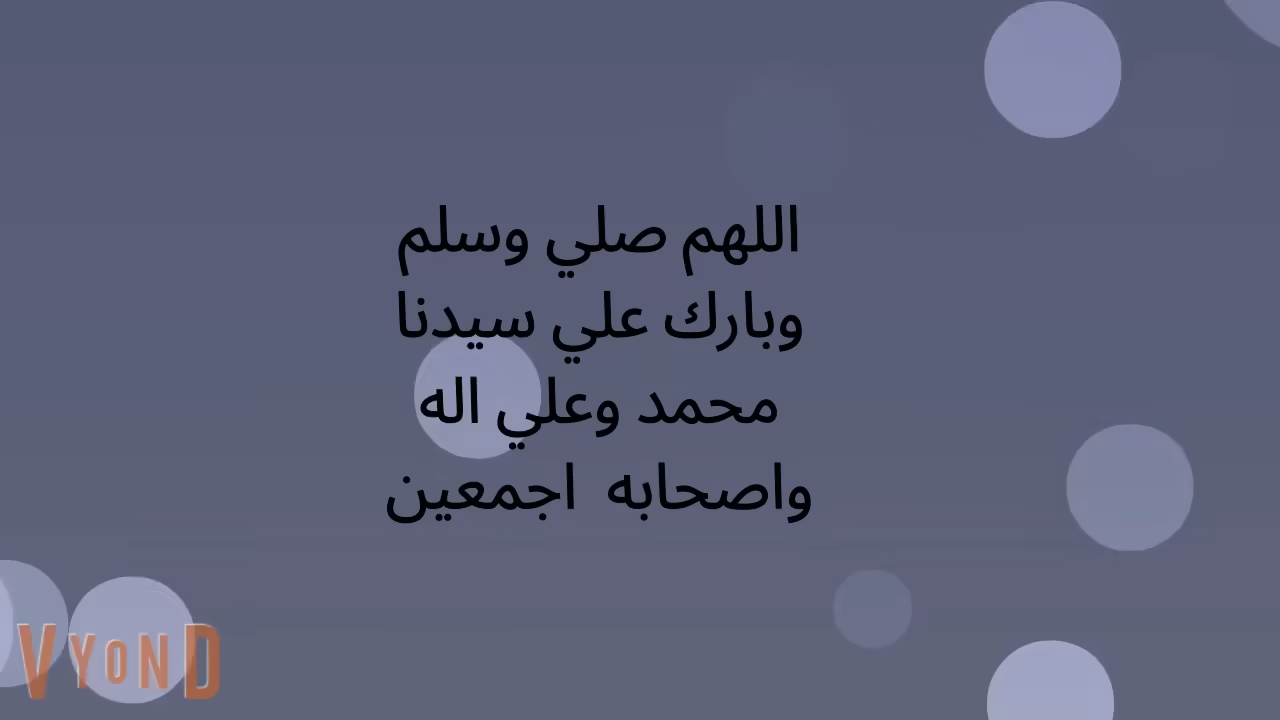 اللهم صلي وسلم
وبارك علي سيدنا
محمد وعلي اله
واصحابه اجمعين
VYOND